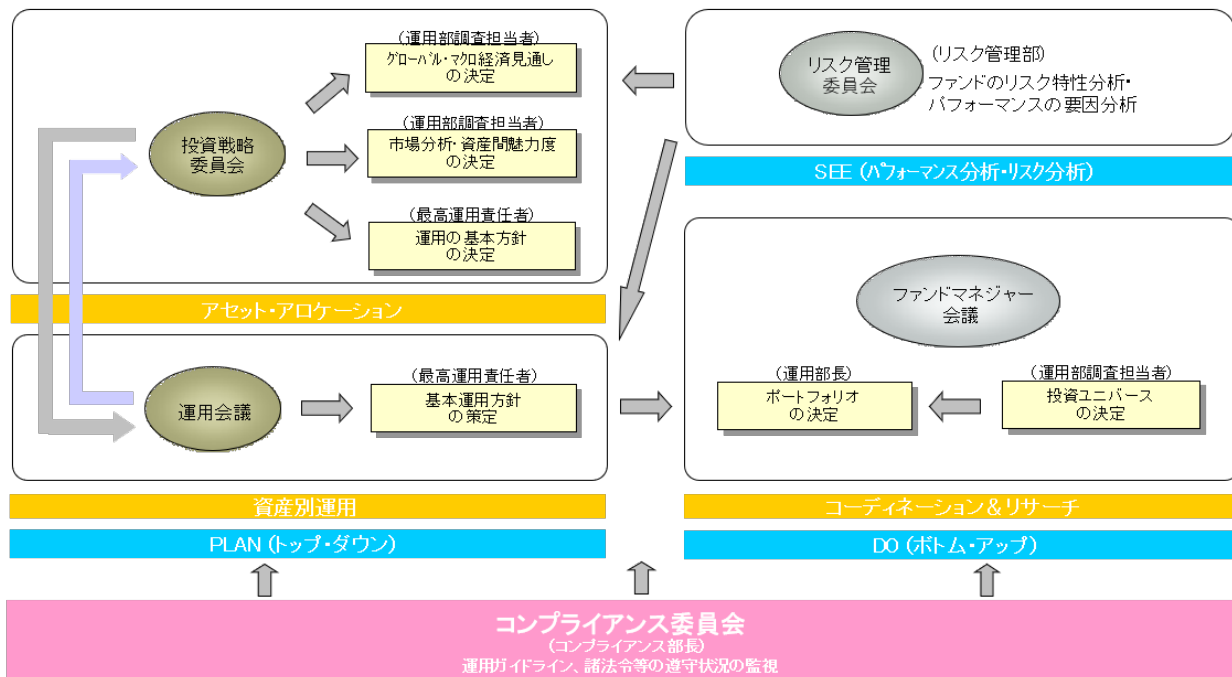 (運用部調査担当者)
グローバル・マクロ経済見通し
の決定
投資戦略
委員会
(運用部調査担当者)
市場分析・資産間魅力度
の決定
(最高運用責任者)
運用の基本方針
の決定
アセット・アロケーション
運用会議
(最高運用責任者)
基本運用方針
の策定
資産別運用
PLAN (トップ・ダウン)
リスク管理
委員会
(リスク管理部)
ファンドのリスク特性分析・
パフォーマンスの要因分析
SEE (パフォーマンス分析・リスク分析)
ファンドマネジャー
会議
(運用部長)
ポートフォリオ
の決定
(運用部調査担当者)
投資ユニバース
の決定
コーディネーション&リサーチ
DO (ボトム・アップ)
コンプライアンス委員会
(コンプライアンス部長)
運用ガイドライン、諸法令等の遵守状況の監視